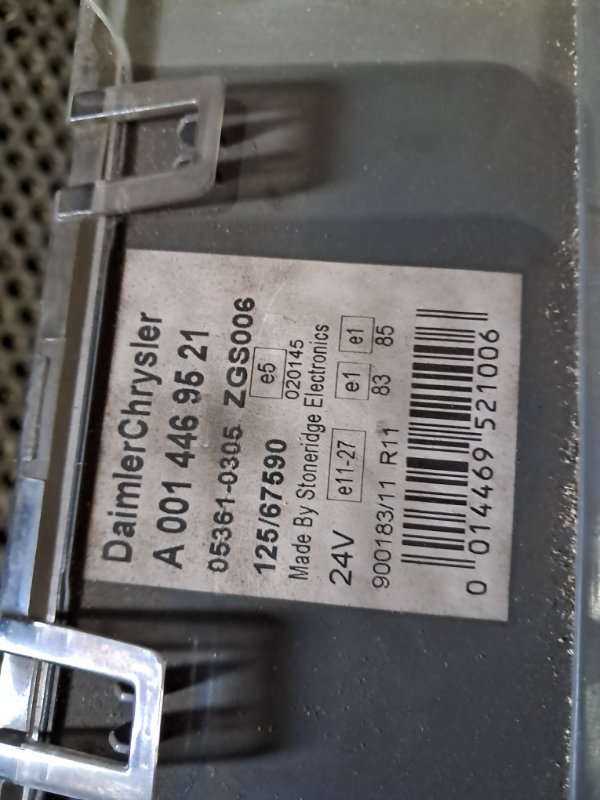 DaimlerChrysler
A 001 446 95 21
05361-0305 ZGS006
125/67590 e5
020145
Made By Stoneridge Electronics
24V e11-27 e1 e1
83 85
900183/11 R11
0 014469 521006